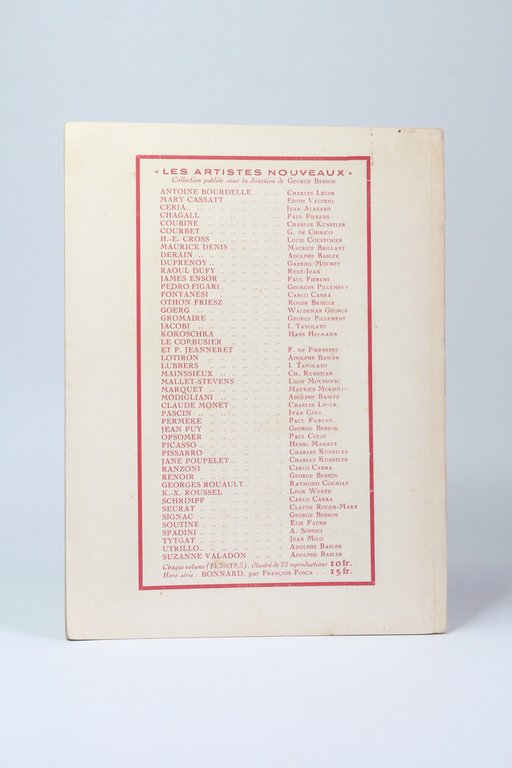 « LES ARTISTES NOUVEAUX »
Collection publiée sous la direction de GEORGE BESSON
ANTOINE BOURDELLE.. .. .. CHARLES LÉGER
MARY CASSATT .. .. .. EDITH VALERIO
CERIA.. .. .. .. .. .. JEAN ALAZARD
CHAGALL .. .. .. .. .. PAUL FIERENS
COUBINE .. .. .. .. .. CHARLES KUNSTLER
COURBET .. .. .. .. .. G. DE CHIRICO
H.-E. CROSS .. .. .. .. LUCIE COUSTURIER
MAURICE DENIS .. .. .. .. MAURICE BRILLANT
DERAIN .. .. .. .. .. .. ADOLPHE BASLER
DUFRENOY .. .. .. .. .. GABRIEL MOUREY
RAOUL DUFY .. .. .. .. RENÉ-JEAN
JAMES ENSOR .. .. .. .. PAUL FIERENS
PEDRO FIGARI .. .. .. .. GEORGES PILLEMENT
FONTANESI .. .. .. .. CARLO CARRA
OTHON FRIESZ .. .. .. .. ROGER BRIELLE
GOERG .. .. .. .. .. .. WALDEMAR GEORGE
GROMAIRE .. .. .. .. .. GEORGE PILLEMENT
JACOBI .. .. .. .. .. .. I. TAVOLATO
KOKOSCHKA .. .. .. .. .. HANS HEILMAIER
LE CORBUSIER
ET P. JEANNERET .. .. .. F. DE PIERREFEU
LOTIRON .. .. .. .. .. ADOLPHE BASLER
LUBBERS .. .. .. .. .. I. TAVOLATO
MAINSSIEUX .. .. .. .. CH. KUNSTLER
MALLET-STEVENS .. .. .. LÉON MOUSSINAC
MARQUET .. .. .. .. .. MAURICE
MODIGLIANI .. .. .. .. ADOLPHE BASLER
CLAUDE MONET .. .. .. .. CHARLES LÉGER
PASCIN .. .. .. .. .. .. IVAN GOLL
PERMEKE .. .. .. .. .. PAUL FIERENS
JEAN PUY .. .. .. .. .. GEORGE BESSON
OPSOMER .. .. .. .. .. PAUL COLIN
PICASSO .. .. .. .. .. HENRI MAHAUT
PISSARRO .. .. .. .. .. CHARLES KUNSTLER
JANE POUPELET .. .. .. .. CHARLES KUNSTLER
RANZONI .. .. .. .. .. CARLO CARRA
RENOIR .. .. .. .. .. .. GEORGE BESSON
GEORGES ROUAULT .. .. .. RAYMOND COGNIAT
K.-X. ROUSSEL .. .. .. .. LÉON WERTH
SCHRIMPF .. .. .. .. .. CARLO CARRA
SEURAT .. .. .. .. .. .. CLAUDE ROGER-MARX
SIGNAC .. .. .. .. .. .. GEORGE BESSON
SOUTINE .. .. .. .. .. ELIE FAURE
SPADINI .. .. .. .. .. A. SOFFICI
TYTGAT .. .. .. .. .. .. JEAN MILO
UTRILLO .. .. .. .. .. .. ADOLPHE BASLER
SUZANNE VALADON .. .. .. ADOLPHE BASLER
Chaque volume (14,5×19,5), illustré de 32 reproductions 10 fr.
Hors série : BONNARD, par FRANÇOIS FOSCA .. 15 fr.